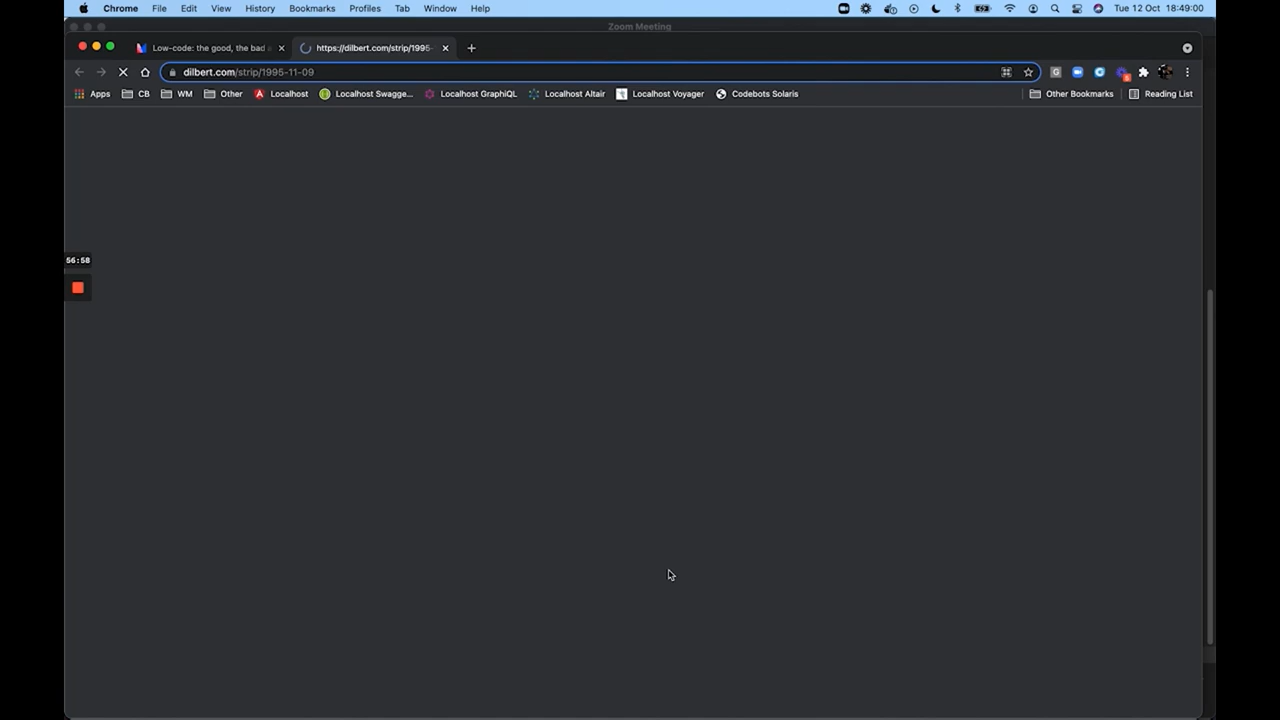 Chrome File Edit View History Bookmarks Profiles Tab Window Help Tue 12 Oct 18:49:00
Zoom Meeting
Low-code: the good, the bad https://dilbert.com/strip/1995-
dilbert.com/strip/1995-11-09
Apps CB WM Other Localhost Localhost Swagge... Localhost GraphiQL Localhost Altair Localhost Voyager Codebots Solaris Other Bookmarks Reading List
56:58